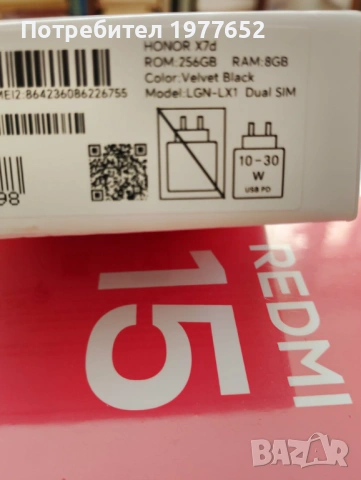 Потребител 1977652
HONOR X7d
ROM:256GB RAM:8GB
Color:Velvet Black
MEI2:864236086226755
Model:LGN-LX1 Dual SIM
10-30
W
USB PD
98
REDMI
15
BAZAR